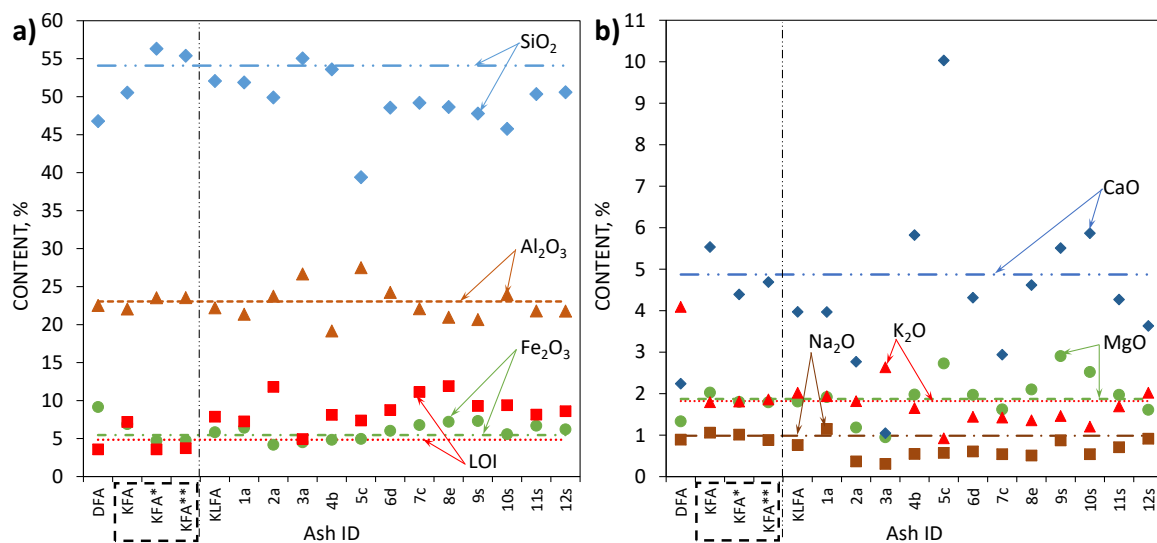 a)
CONTENT, %
60
55
50
45
40
35
30
25
20
15
10
5
0
SiO₂
Al₂O₃
Fe₂O₃
LOI
DFA KFA KFA* KFA** KLFA 1a 2a 3a 4b 5c 6d 7c 8e 9s 10s 11s 12s
Ash ID
b)
CONTENT, %
11
10
9
8
7
6
5
4
3
2
1
0
CaO
Na₂O
K₂O
MgO
DFA KFA KFA* KFA** KLFA 1a 2a 3a 4b 5c 6d 7c 8e 9s 10s 11s 12s
Ash ID